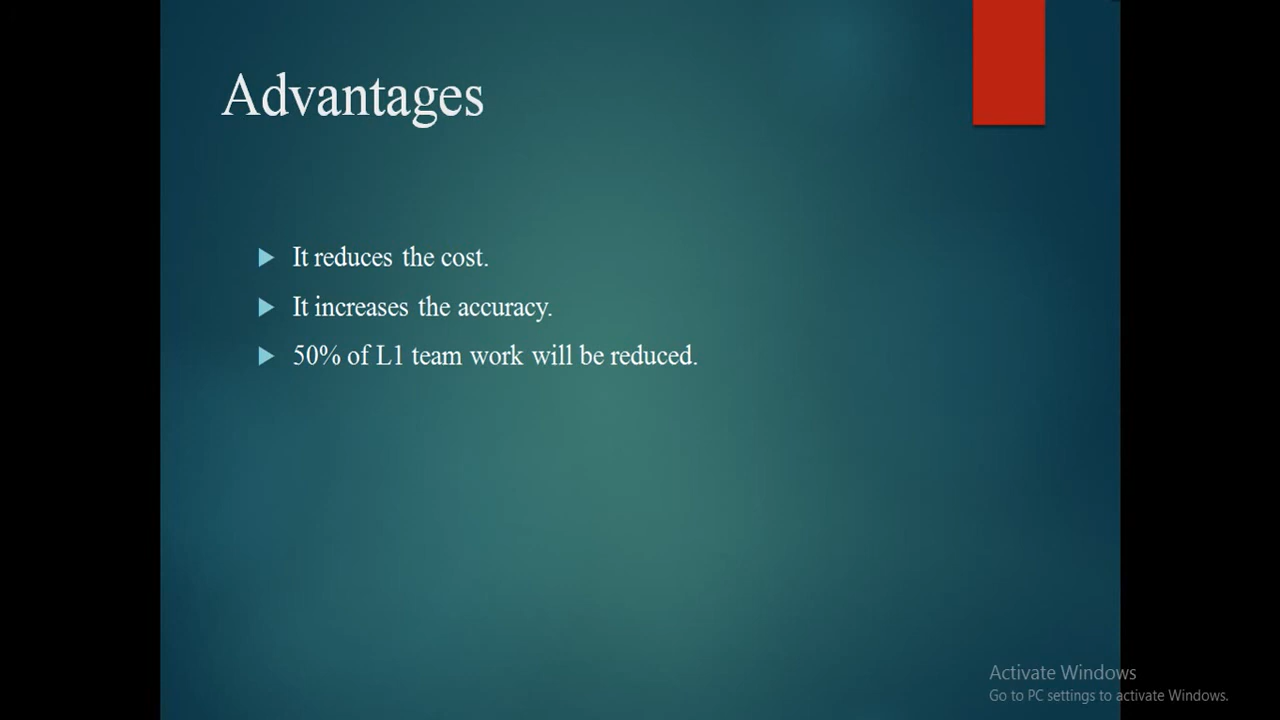 Advantages
It reduces the cost.
It increases the accuracy.
50% of L1 team work will be reduced.
Activate Windows
Go to PC settings to activate Windows.